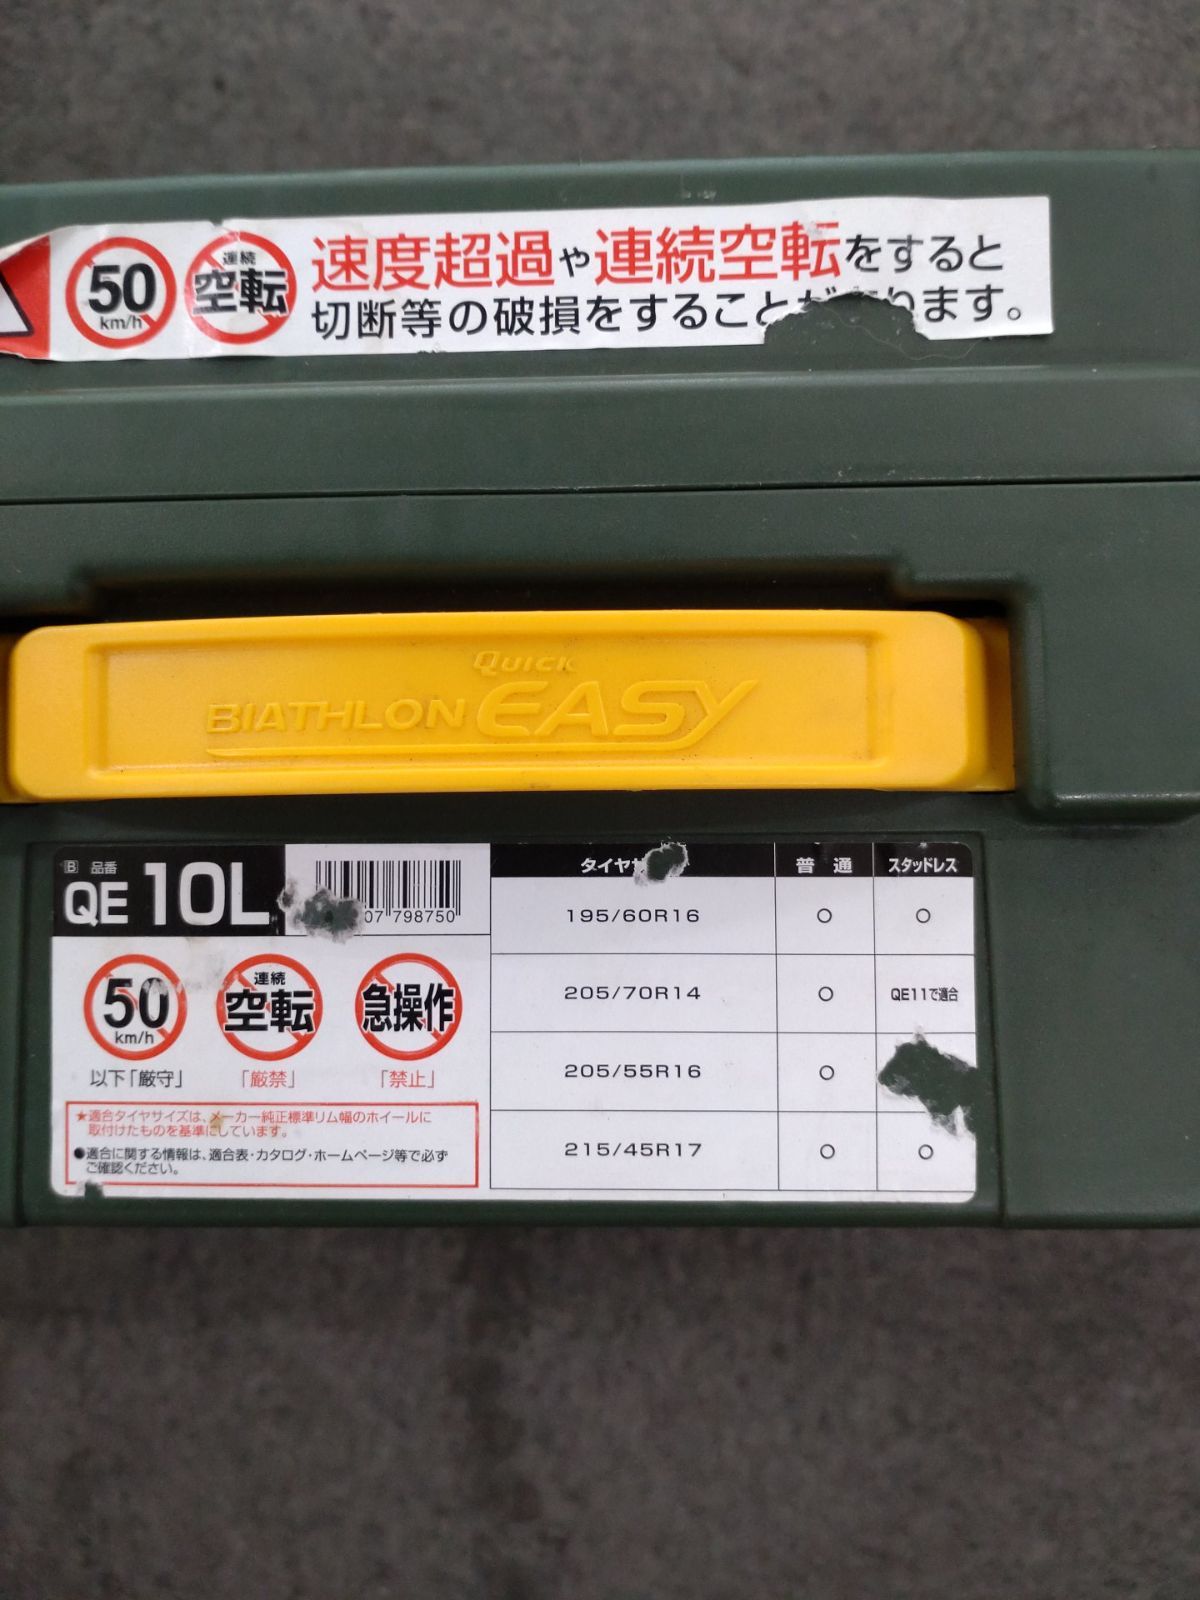 50
km/h
連続
空転
速度超過や連続空転をすると
切断等の破損をすることがあります。
QUICK
BIATHLON EASY
B 品番
QE 10L
07 798750
タイヤサ 普通 スタッドレス
195/60R16 ○ ○
205/70R14 ○ QE11で適合
205/55R16 ○
215/45R17 ○ ○
50
km/h
以下「厳守」
連続
空転
「厳禁」
急操作
「禁止」
★適合タイヤサイズは、メーカー純正標準リム幅のホイールに
取付けたものを基準にしています。
●適合に関する情報は、適合表・カタログ・ホームページ等で必ず
ご確認ください。